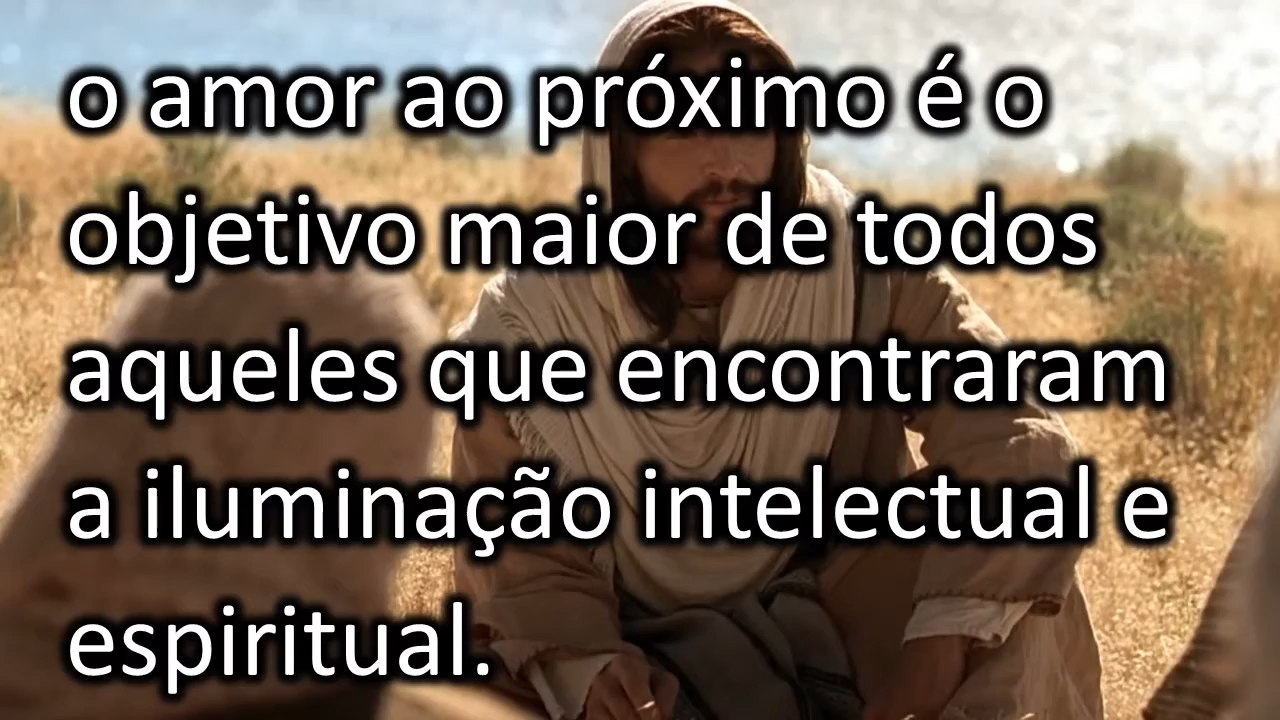 o amor ao próximo é o
objetivo maior de todos
aqueles que encontraram
a iluminação intelectual e
espiritual.